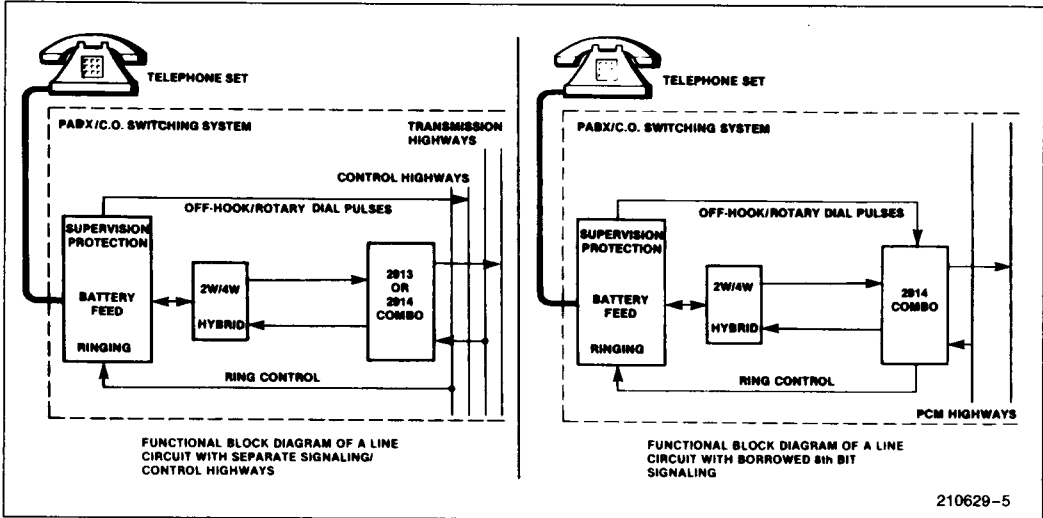 TELEPHONE SET
PABX/C.O. SWITCHING SYSTEM
TRANSMISSION
HIGHWAYS
CONTROL HIGHWAYS
OFF-HOOK/ROTARY DIAL PULSES
SUPERVISION
PROTECTION
BATTERY
FEED
RINGING
2W/4W
HYBRID
2913
OR
2914
COMBO
RING CONTROL
FUNCTIONAL BLOCK DIAGRAM OF A LINE
CIRCUIT WITH SEPARATE SIGNALING/
CONTROL HIGHWAYS
TELEPHONE SET
PABX/C.O. SWITCHING SYSTEM
OFF-HOOK/ROTARY DIAL PULSES
SUPERVISION
PROTECTION
BATTERY
FEED
RINGING
2W/4W
HYBRID
2914
COMBO
RING CONTROL
PCM HIGHWAYS
FUNCTIONAL BLOCK DIAGRAM OF A LINE
CIRCUIT WITH BORROWED 8th BIT
SIGNALING
210629-5